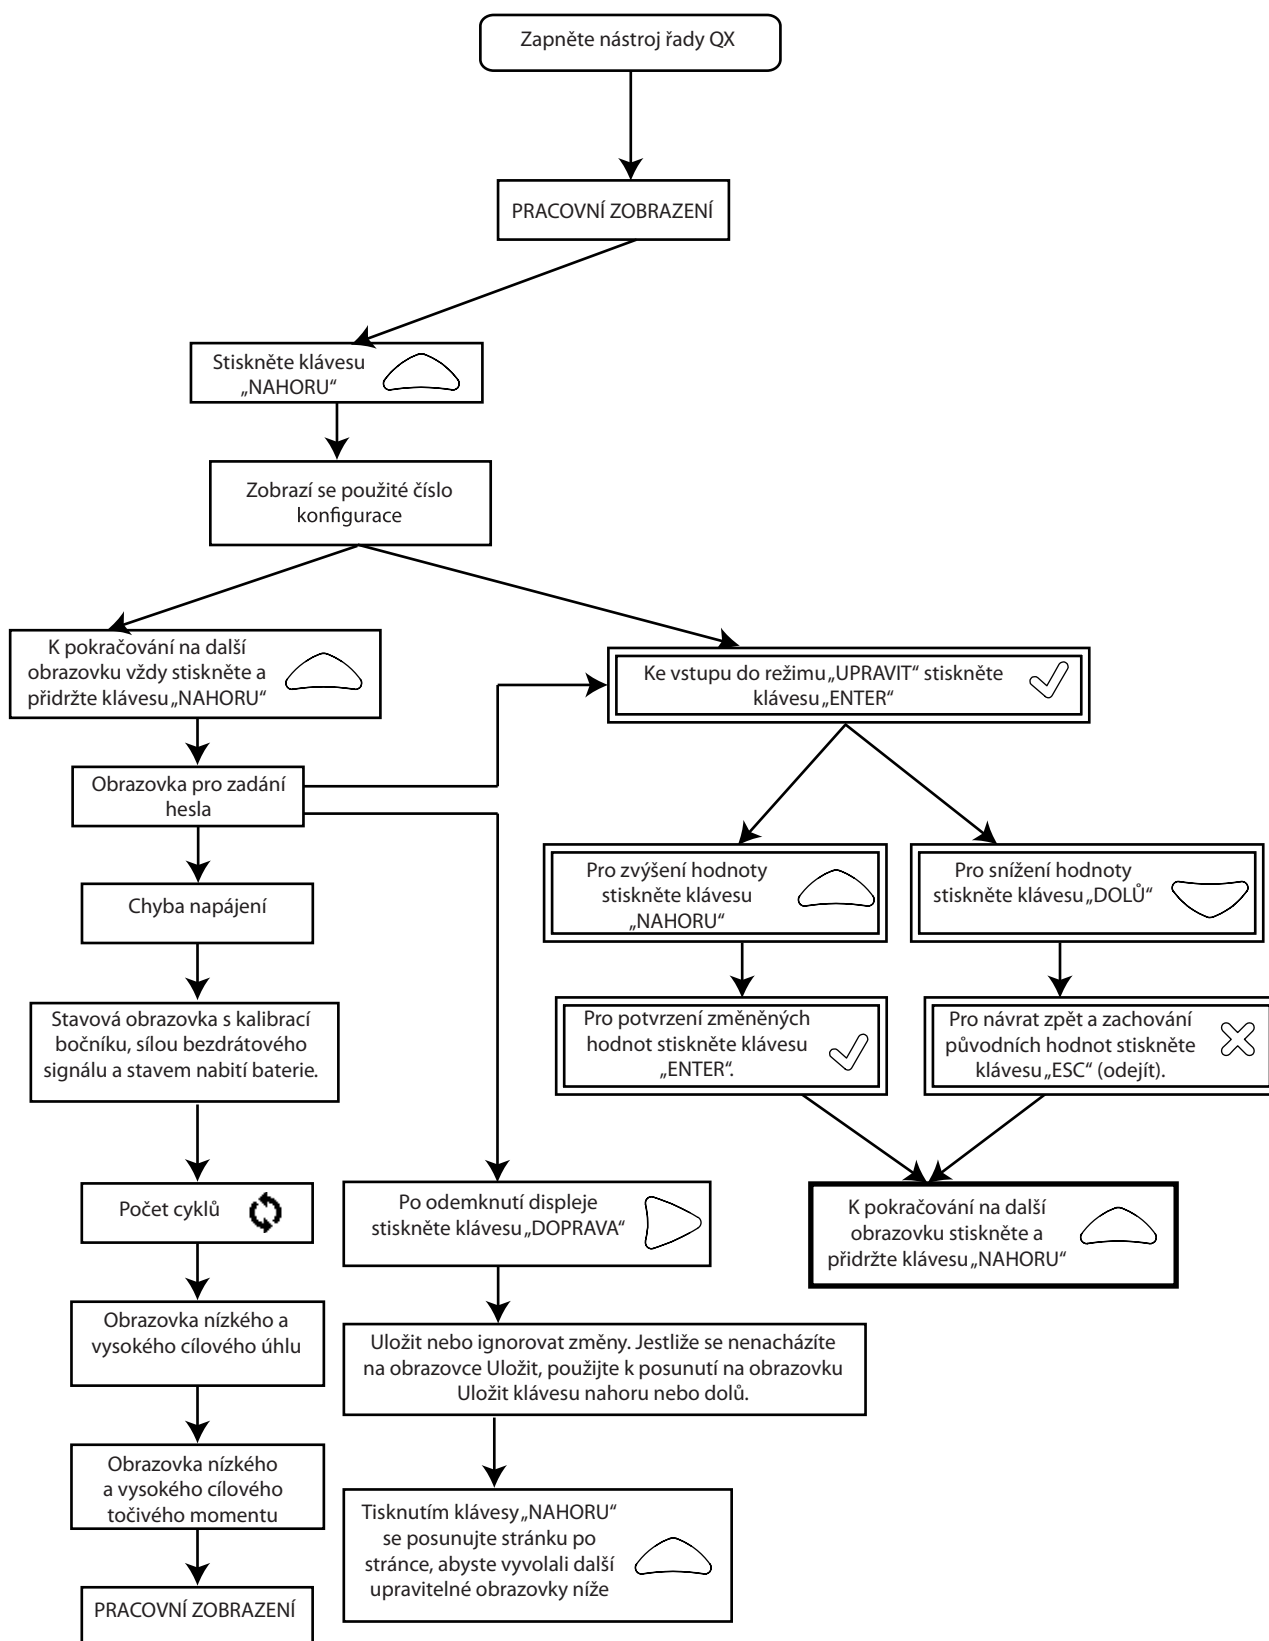 Zapněte nástroj řady QX
PRACOVNÍ ZOBRAZENÍ
Stiskněte klávesu
„NAHORU“
Zobrazí se použité číslo
konfigurace
K pokračování na další
obrazovku vždy stiskněte a
přidržte klávesu „NAHORU“
Ke vstupu do režimu „UPRAVIT“ stiskněte
klávesu „ENTER“
Obrazovka pro zadání
hesla
Pro zvýšení hodnoty
stiskněte klávesu
„NAHORU“
Pro snížení hodnoty
stiskněte klávesu „DOLŮ“
Chyba napájení
Stavová obrazovka s kalibrací
bočníku, sílou bezdrátového
signálu a stavem nabití baterie.
Pro potvrzení změněných
hodnot stiskněte klávesu
„ENTER“.
Pro návrat zpět a zachování
původních hodnot stiskněte
klávesu „ESC“ (odejít).
Počet cyklů
Po odemknutí displeje
stiskněte klávesu „DOPRAVA“
K pokračování na další
obrazovku stiskněte a
přidržte klávesu „NAHORU“
Obrazovka nízkého a
vysokého cílového úhlu
Uložit nebo ignorovat změny. Jestliže se nenacházíte
na obrazovce Uložit, použijte k posunutí na obrazovku
Uložit klávesu nahoru nebo dolů.
Obrazovka nízkého
a vysokého cílového
točivého momentu
Tisknutím klávesy „NAHORU“
se posunujte stránku po
stránce, abyste vyvolali další
upravitelné obrazovky níže
PRACOVNÍ ZOBRAZENÍ